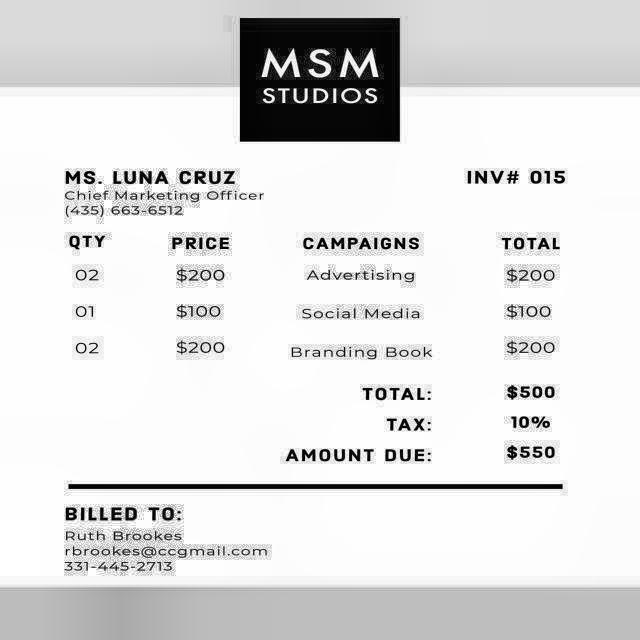 MSM
STUDIOS
MS. LUNA CRUZ INV# 015
Chief Marketing Officer
(435) 663-6512
QTY PRICE CAMPAIGNS TOTAL
02 $200 Advertising $200
01 $100 Social Media $100
02 $200 Branding Book $200
TOTAL: $500
TAX: 10%
AMOUNT DUE: $550
BILLED TO:
Ruth Brookes
rbrookes@ccgmail.com
331-445-2713